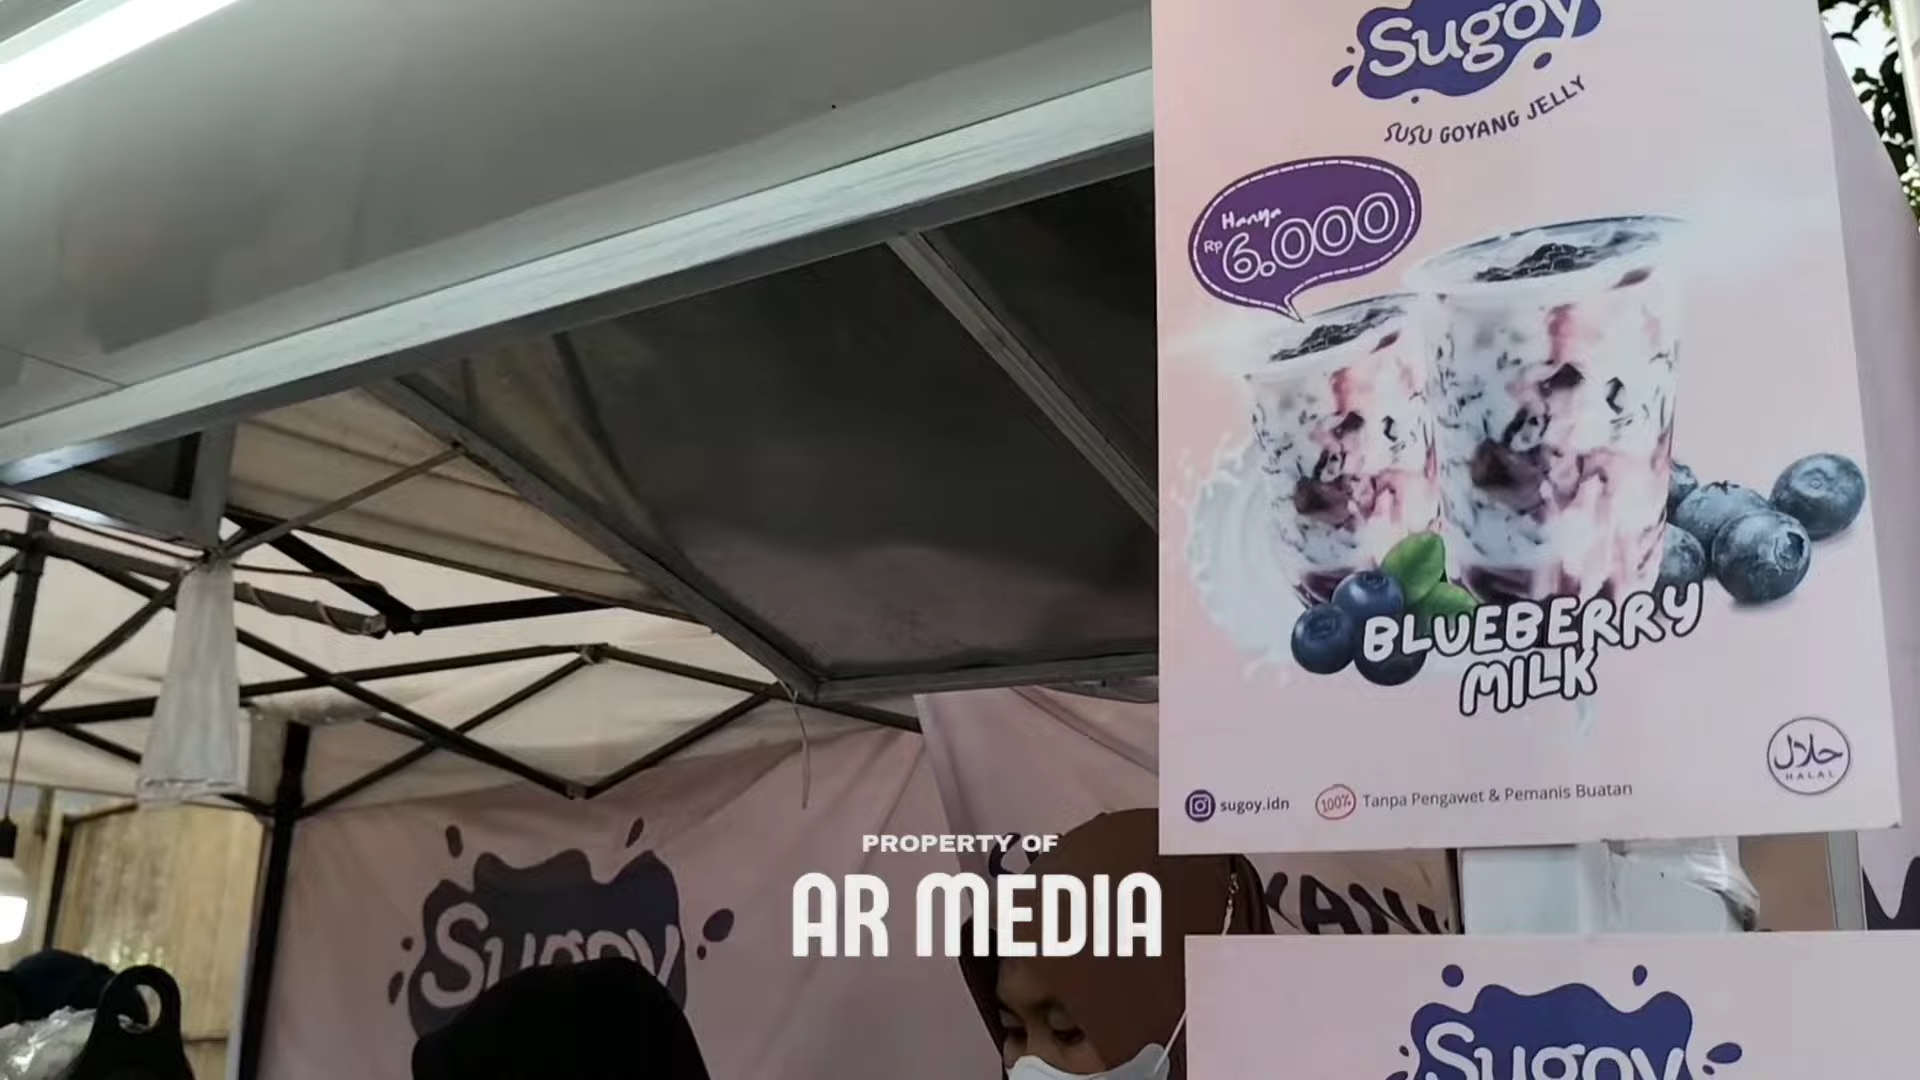 Sugoy
SUSU GOYANG JELLY
Hanya
Rp 6.000
BLUEBERRY
MILK
حلال
HALAL
sugoy.idn
100% Tanpa Pengawet & Pemanis Buatan
PROPERTY OF
AR MEDIA
Sugoy
Sugoy